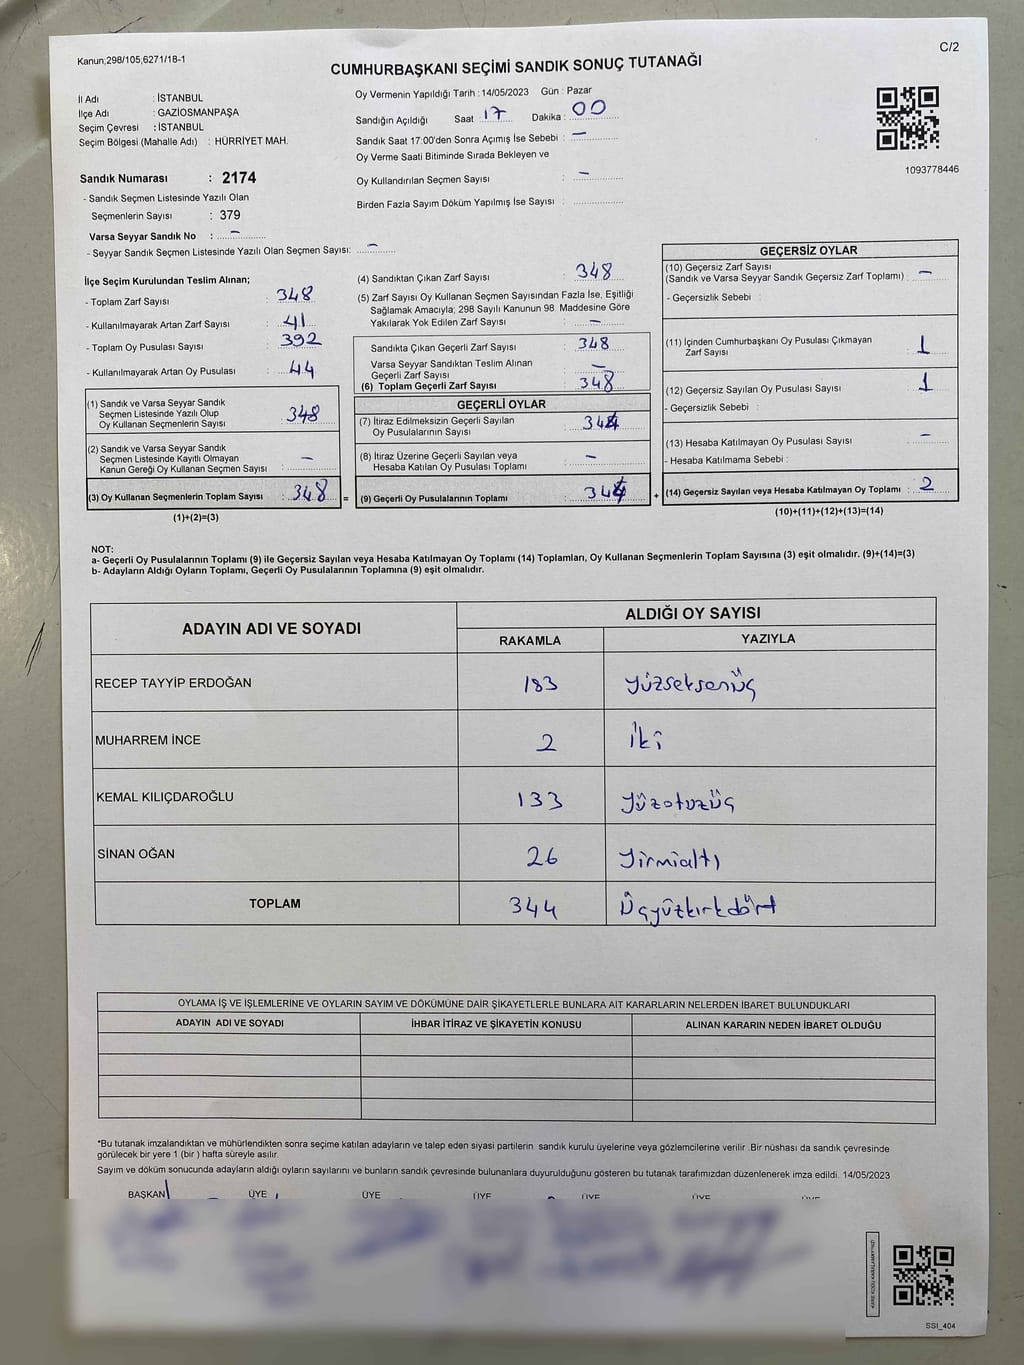 Kanun;298/105,6271/18-1
C/2
CUMHURBAŞKANI SEÇİMİ SANDIK SONUÇ TUTANAĞI
İl Adı : İSTANBUL
İlçe Adı : GAZİOSMANPAŞA
Seçim Çevresi : İSTANBUL
Seçim Bölgesi (Mahalle Adı) : HÜRRİYET MAH.
Sandık Numarası : 2174
- Sandık Seçmen Listesinde Yazılı Olan
Seçmenlerin Sayısı : 379
Varsa Seyyar Sandık No : -
- Seyyar Sandık Seçmen Listesinde Yazılı Olan Seçmen Sayısı: -
Oy Vermenin Yapıldığı Tarih : 14/05/2023 Gün : Pazar
Sandığın Açıldığı Saat 17 Dakika : 00
Sandık Saat 17:00'den Sonra Açımış İse Sebebi : -
Oy Verme Saati Bitiminde Sırada Bekleyen ve
Oy Kullandırılan Seçmen Sayısı : -
Birden Fazla Sayım Döküm Yapılmış İse Sayısı :
1093778446
İlçe Seçim Kurulundan Teslim Alınan;
- Toplam Zarf Sayısı : 348
- Kullanılmayarak Artan Zarf Sayısı : 41
- Toplam Oy Pusulası Sayısı : 392
- Kullanılmayarak Artan Oy Pusulası : 44
(1) Sandık ve Varsa Seyyar Sandık
Seçmen Listesinde Yazılı Olup
Oy Kullanan Seçmenlerin Sayısı : 348
(2) Sandık ve Varsa Seyyar Sandık
Seçmen Listesinde Kayıtlı Olmayan
Kanun Gereği Oy Kullanan Seçmen Sayısı : -
(3) Oy Kullanan Seçmenlerin Toplam Sayısı : 348 =
(1)+(2)=(3)
(4) Sandıktan Çıkan Zarf Sayısı : 348
(5) Zarf Sayısı Oy Kullanan Seçmen Sayısından Fazla İse, Eşitliği
Sağlamak Amacıyla; 298 Sayılı Kanunun 98. Maddesine Göre
Yakılarak Yok Edilen Zarf Sayısı : -
Sandıkta Çıkan Geçerli Zarf Sayısı : 348
Varsa Seyyar Sandıktan Teslim Alınan
Geçerli Zarf Sayısı : -
(6) Toplam Geçerli Zarf Sayısı : 348
GEÇERLİ OYLAR
(7) İtiraz Edilmeksizin Geçerli Sayılan
Oy Pusulalarının Sayısı : 344
(8) İtiraz Üzerine Geçerli Sayılan veya
Hesaba Katılan Oy Pusulası Toplamı : -
(9) Geçerli Oy Pusulalarının Toplamı : 344 +
GEÇERSİZ OYLAR
(10) Geçersiz Zarf Sayısı
(Sandık ve Varsa Seyyar Sandık Geçersiz Zarf Toplamı) : -
- Geçersizlik Sebebi :
(11) İçinden Cumhurbaşkanı Oy Pusulası Çıkmayan
Zarf Sayısı : 1
(12) Geçersiz Sayılan Oy Pusulası Sayısı : 1
- Geçersizlik Sebebi :
(13) Hesaba Katılmayan Oy Pusulası Sayısı : -
- Hesaba Katılmama Sebebi :
(14) Geçersiz Sayılan veya Hesaba Katılmayan Oy Toplamı : 2
(10)+(11)+(12)+(13)=(14)
NOT:
a- Geçerli Oy Pusulalarının Toplamı (9) ile Geçersiz Sayılan veya Hesaba Katılmayan Oy Toplamı (14) Toplamları, Oy Kullanan Seçmenlerin Toplam Sayısına (3) eşit olmalıdır. (9)+(14)=(3)
b- Adayların Aldığı Oyların Toplamı, Geçerli Oy Pusulalarının Toplamına (9) eşit olmalıdır.
ADAYIN ADI VE SOYADI
ALDIĞI OY SAYISI
RAKAMLA YAZIYLA
RECEP TAYYİP ERDOĞAN 183 Yüzseksenüç
MUHARREM İNCE 2 İki
KEMAL KILIÇDAROĞLU 133 Yüzotuzüç
SİNAN OĞAN 26 Yirmialtı
TOPLAM 344 Üçyüzkırkdört
OYLAMA İŞ VE İŞLEMLERİNE VE OYLARIN SAYIM VE DÖKÜMÜNE DAİR ŞİKAYETLERLE BUNLARA AİT KARARLARIN NELERDEN İBARET BULUNDUKLARI
ADAYIN ADI VE SOYADI İHBAR İTİRAZ VE ŞİKAYETİN KONUSU ALINAN KARARIN NEDEN İBARET OLDUĞU
*Bu tutanak imzalandıktan ve mühürlendikten sonra seçime katılan adayların ve talep eden siyasi partilerin sandık kurulu üyelerine veya gözlemcilerine verilir .Bir nüshası da sandık çevresinde
görülecek bir yere 1 (bir ) hafta süreyle asılır.
Sayım ve döküm sonucunda adayların aldığı oyların sayılarını ve bunların sandık çevresinde bulunanlara duyurulduğunu gösteren bu tutanak tarafımızdan düzenlenerek imza edildi. 14/05/2023
BAŞKAN ÜYE ÜYE ÜYE ÜYE ÜYE
SSI_404